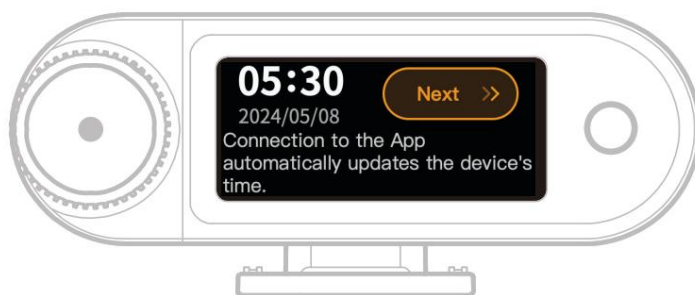 05:30
Next
2024/05/08
Connection to the App
automatically updates the device's
time.